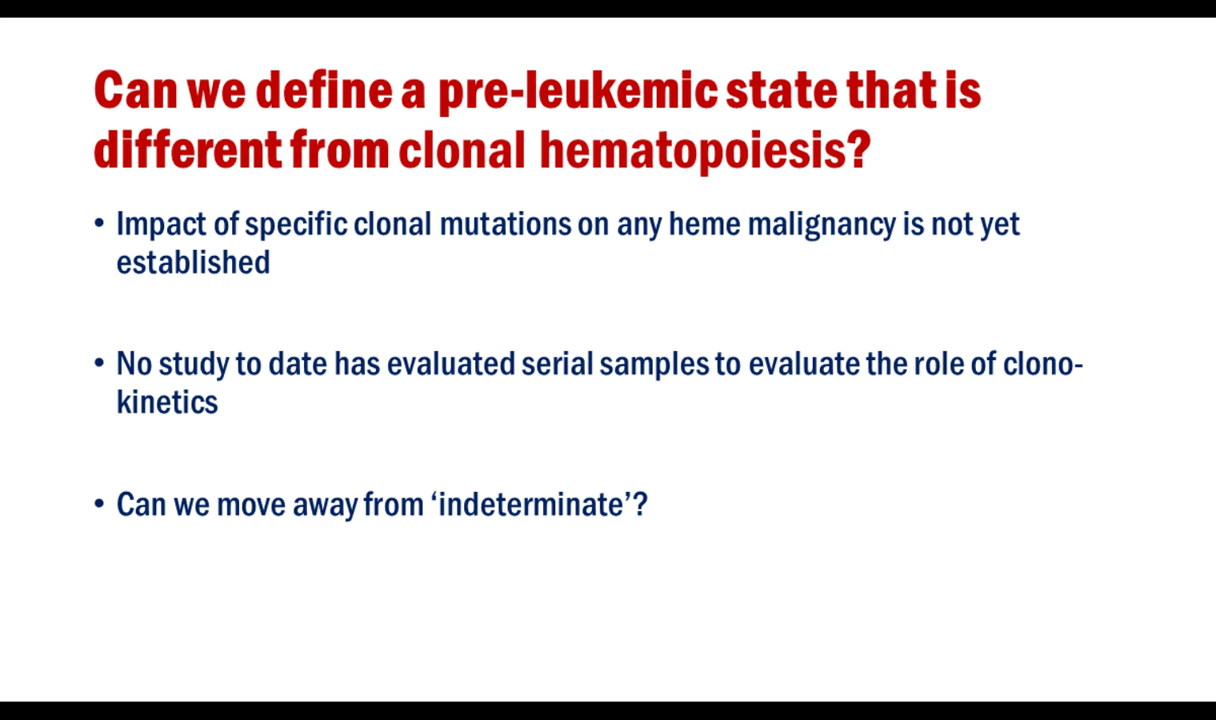 Can we define a pre-leukemic state that is
different from clonal hematopoiesis?
• Impact of specific clonal mutations on any heme malignancy is not yet
established
• No study to date has evaluated serial samples to evaluate the role of clono-
kinetics
• Can we move away from ‘indeterminate’?